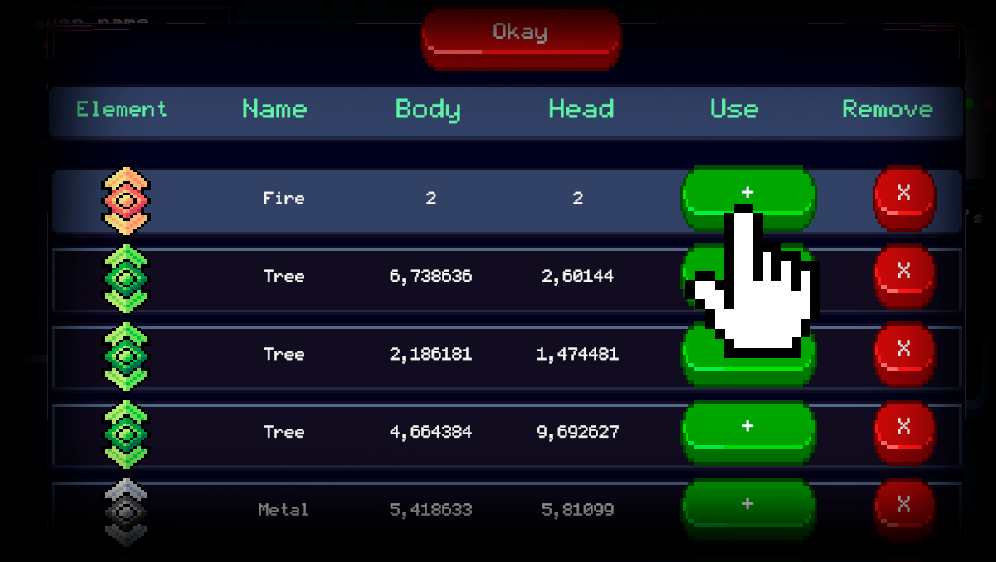 Okay
Element Name Body Head Use Remove
Fire 2 2 + X
Tree 6,738636 2,60144 X
Tree 2,186181 1,474481 X
Tree 4,664384 9,692627 + X
Metal 5,418633 5,81099 + X